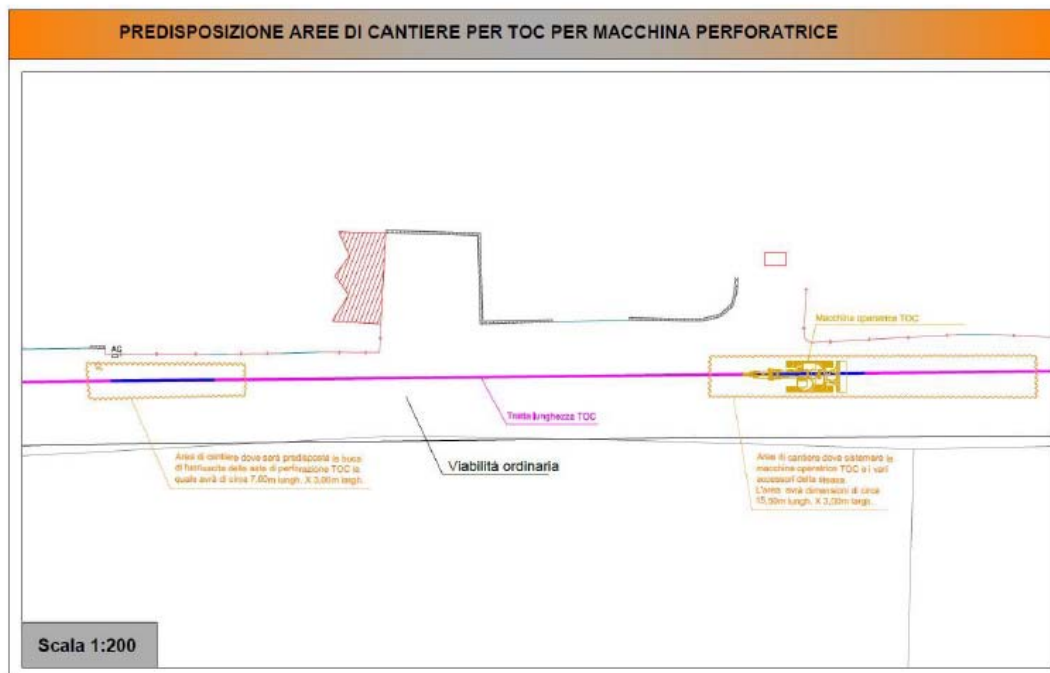 PREDISPOSIZIONE AREE DI CANTIERE PER TOC PER MACCHINA PERFORATRICE
Macchina operatrice TOC
AG
Tratta lunghezza TOC
Viabilità ordinaria
Area di cantiere dove sarà predisposta la buca
di fuoriuscita delle aste di perforazione TOC la
quale avrà di circa 7,00m lungh. X 3,00m largh.
Area di cantiere dove sistemare la
macchina operatrice TOC e i vari
accessori della stessa
L'area avrà dimensioni di circa
15,50m lungh. X 3,00m largh.
Scala 1:200